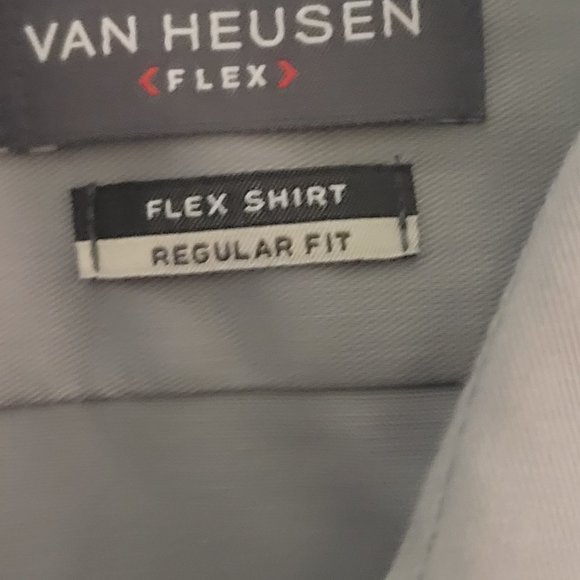 VAN HEUSEN
<FLEX>
FLEX SHIRT
REGULAR FIT